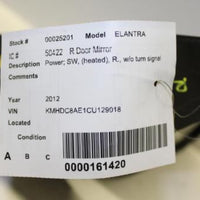 Stock # 00025201 Model ELANTRA
IC # 50422 R Door Mirror
Description Power; SW, (heated), R., w/o turn signal
Comments
Year 2012
VIN KMHDC8AE1CU129018
Located
Condition
A B C
0000161420